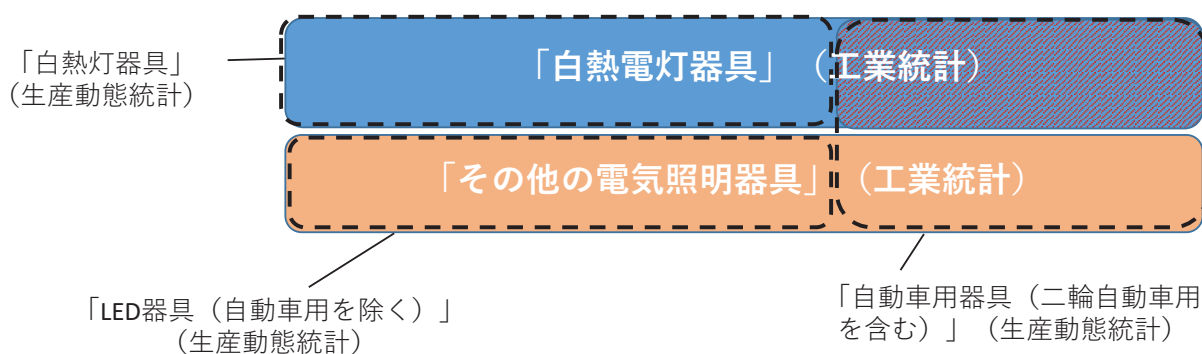 「白熱灯器具」
（生産動態統計）
「白熱電灯器具」（工業統計）
「その他の電気照明器具」（工業統計）
「LED器具（自動車用を除く）」
（生産動態統計）
「自動車用器具（二輪自動車用
を含む）」（生産動態統計）